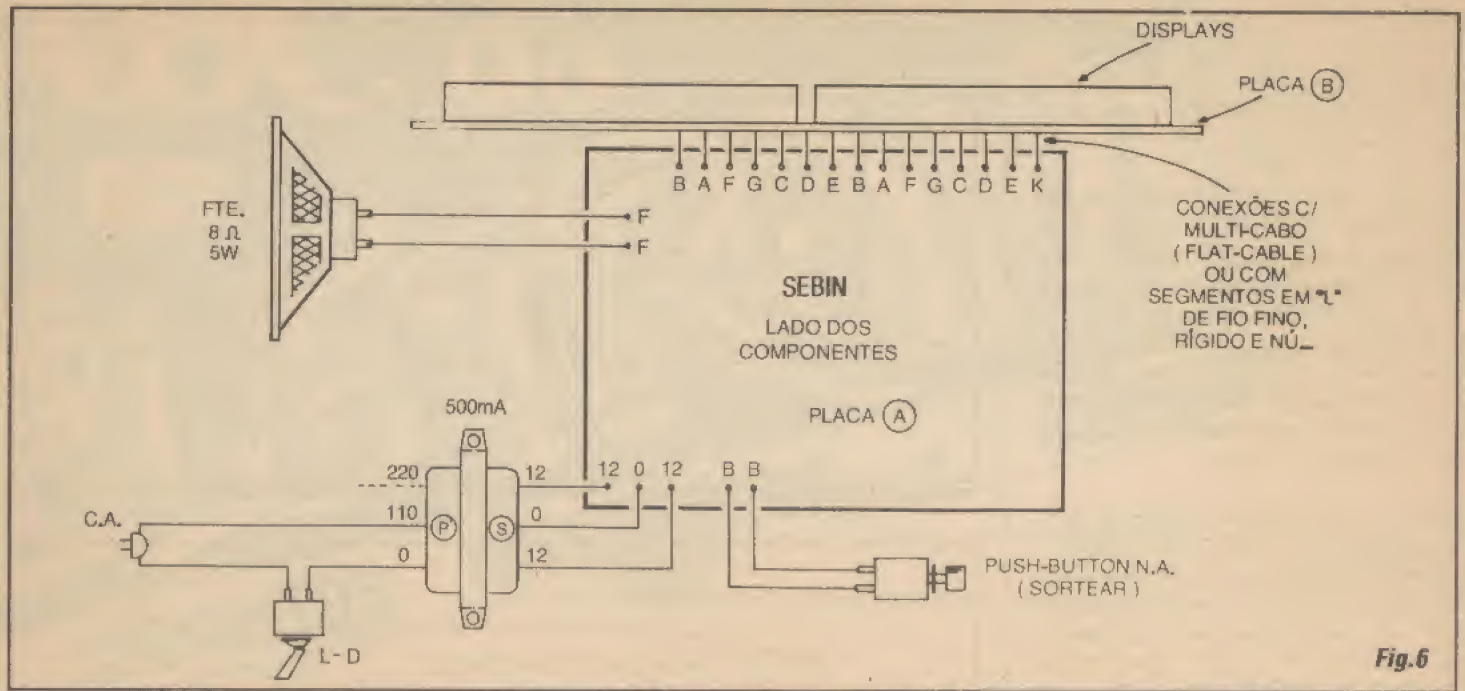 DISPLAYS
PLACA B
B A F G C D E B A F G C D E K
FTE.
8 Ω
5W
F
F
CONEXÕES C/
MULTI-CABO
( FLAT-CABLE )
OU COM
SEGMENTOS EM "L"
DE FIO FINO,
RÍGIDO E NÚ...
SEBIN
LADO DOS
COMPONENTES
PLACA A
500mA
220
110
0
P
S
12
0
12
12 0 12
B B
C.A.
L-D
PUSH-BUTTON N.A.
( SORTEAR )
Fig.6